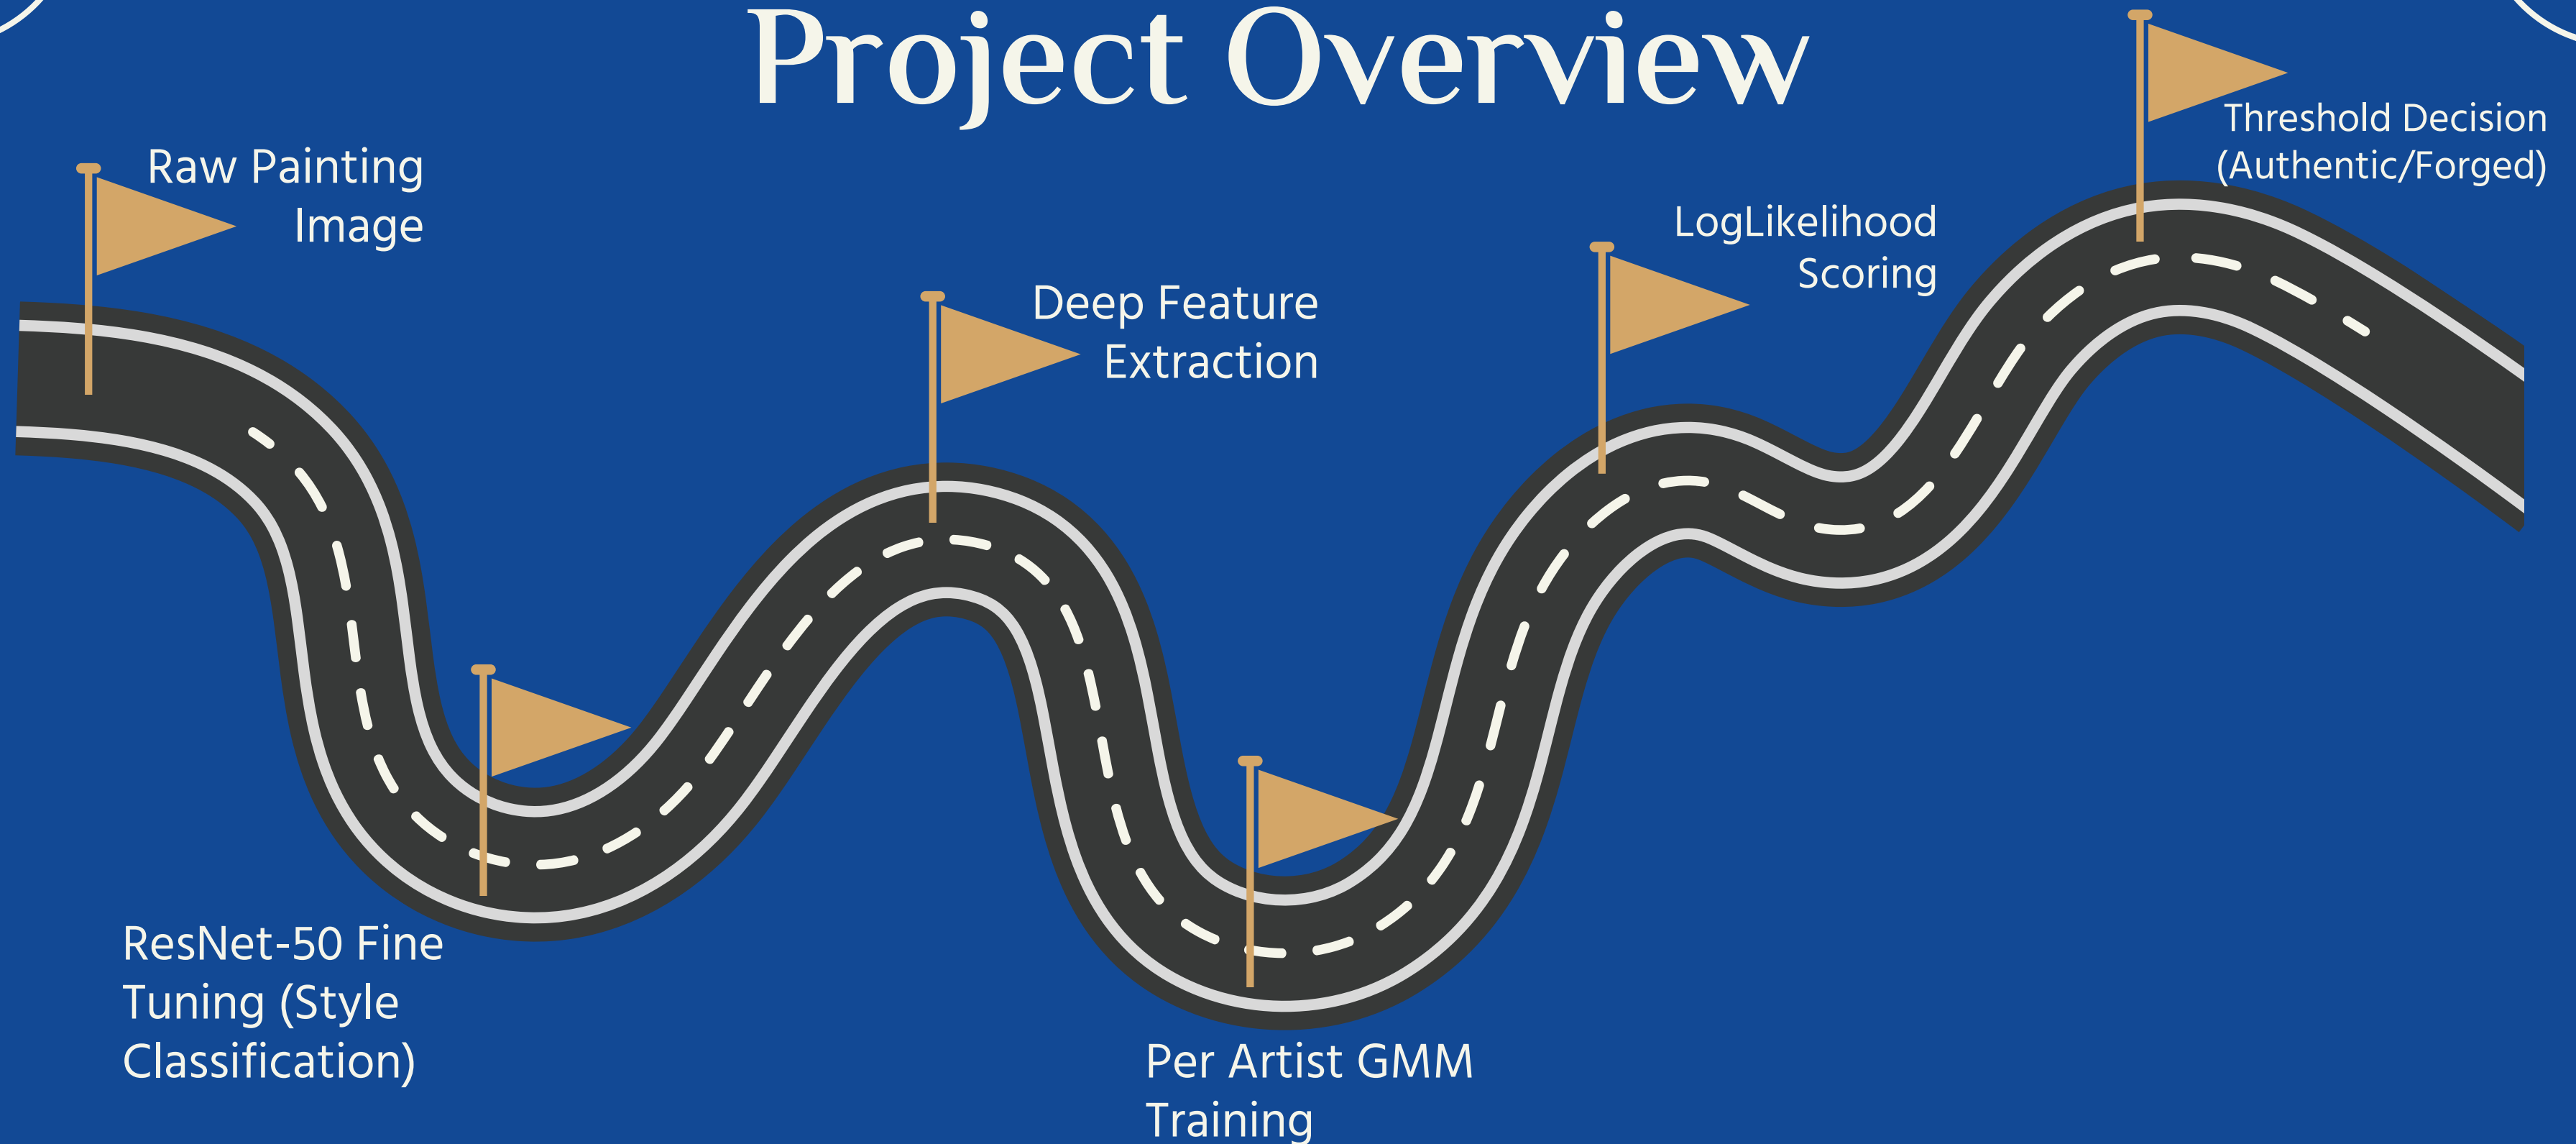 Project Overview
Raw Painting
Image
ResNet-50 Fine
Tuning (Style
Classification)
Deep Feature
Extraction
Per Artist GMM
Training
LogLikelihood
Scoring
Threshold Decision
(Authentic/Forged)